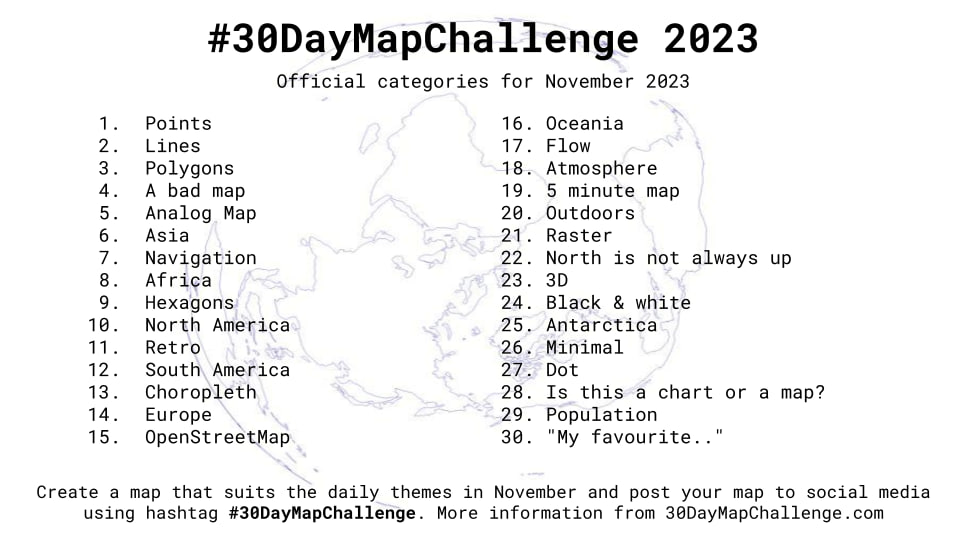 #30DayMapChallenge 2023
Official categories for November 2023
1. Points
2. Lines
3. Polygons
4. A bad map
5. Analog Map
6. Asia
7. Navigation
8. Africa
9. Hexagons
10. North America
11. Retro
12. South America
13. Choropleth
14. Europe
15. OpenStreetMap
16. Oceania
17. Flow
18. Atmosphere
19. 5 minute map
20. Outdoors
21. Raster
22. North is not always up
23. 3D
24. Black & white
25. Antarctica
26. Minimal
27. Dot
28. Is this a chart or a map?
29. Population
30. "My favourite.."
Create a map that suits the daily themes in November and post your map to social media
using hashtag #30DayMapChallenge. More information from 30DayMapChallenge.com